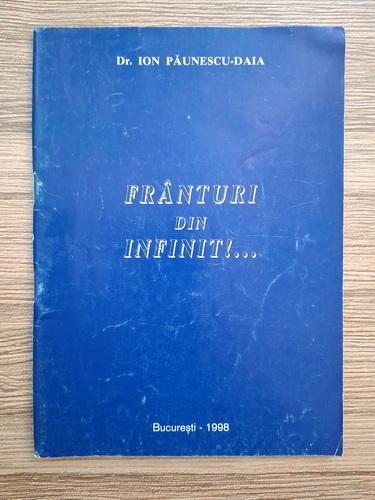 Dr. ION PĂUNESCU-DAIA
FRÂNTURI
DIN
INFINIT!...
București - 1998